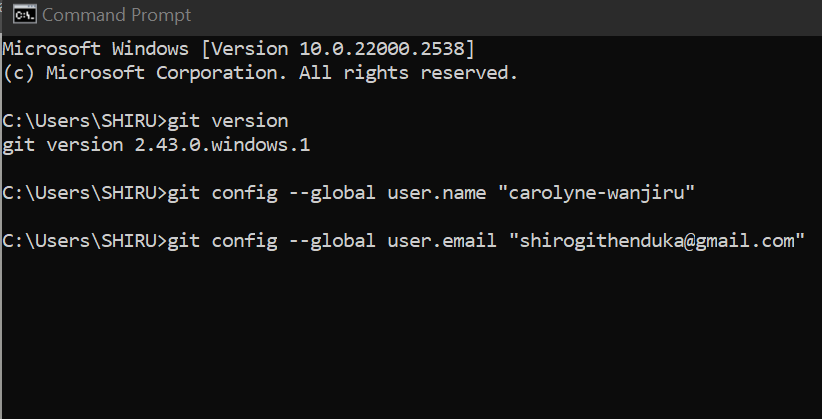 Command Prompt
Microsoft Windows [Version 10.0.22000.2538]
(c) Microsoft Corporation. All rights reserved.
C:\Users\SHIRU>git version
git version 2.43.0.windows.1
C:\Users\SHIRU>git config --global user.name "carolyne-wanjiru"
C:\Users\SHIRU>git config --global user.email "shirogithenduka@gmail.com"